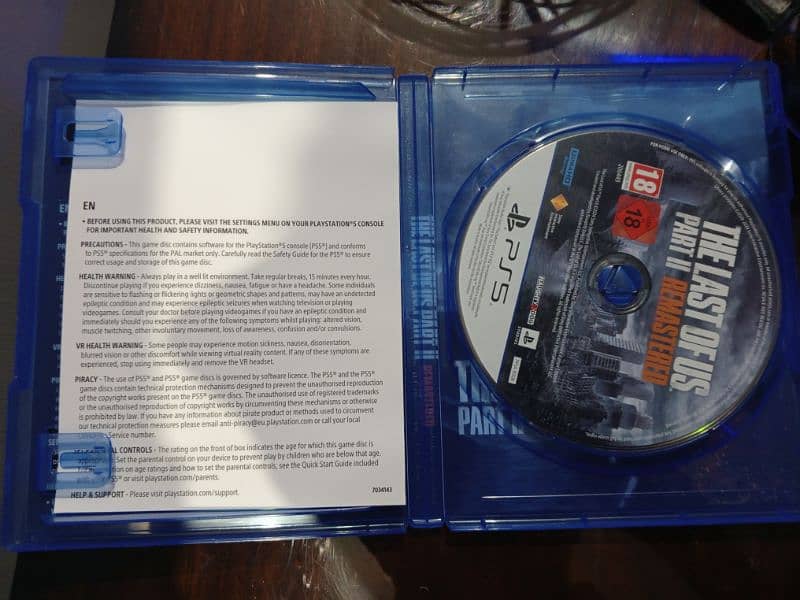 EN
• BEFORE USING THIS PRODUCT, PLEASE VISIT THE SETTINGS MENU ON YOUR PLAYSTATION®5 CONSOLE
FOR IMPORTANT HEALTH AND SAFETY INFORMATION.
PRECAUTIONS - This game disc contains software for the PlayStation®5 console (PS5®) and conforms
to PS5® specifications for the PAL market only. Carefully read the Safety Guide for the PS5® to ensure
correct usage and storage of this game disc.
HEALTH WARNING - Always play in a well lit environment. Take regular breaks, 15 minutes every hour.
Discontinue playing if you experience dizziness, nausea, fatigue or have a headache. Some individuals
are sensitive to flashing or flickering lights or geometric shapes and patterns, may have an undetected
epileptic condition and may experience epileptic seizures when watching television or playing
videogames. Consult your doctor before playing videogames if you have an epileptic condition and
immediately should you experience any of the following symptoms whilst playing: altered vision,
muscle twitching, other involuntary movement, loss of awareness, confusion and/or convulsions.
VR HEALTH WARNING - Some people may experience motion sickness, nausea, disorientation,
blurred vision or other discomfort while viewing virtual reality content. If any of these symptoms are
experienced, stop using immediately and remove the VR headset.
PIRACY - The use of PS5® and PS5® game discs is governed by software licence. The PS5® and the PS5®
game discs contain technical protection mechanisms designed to prevent the unauthorised reproduction
of the copyright works present on the PS5® game discs. The unauthorised use of registered trademarks
or the unauthorised reproduction of copyright works by circumventing these mechanisms or otherwise
is prohibited by law. If you have any information about pirate product or methods used to circumvent
our technical protection measures please email anti-piracy@eu.playstation.com or call your local
Service number.
CONTROLS - The rating on the front of box indicates the age for which this game disc is
Set the parental control on your device to prevent play by children who are below that age.
on age ratings and how to set the parental controls, see the Quick Start Guide included
PS5® or visit playstation.com/parents.
HELP & SUPPORT - Please visit playstation.com/support.
7034143
THE LAST OF US PART II
REMASTERED
PS5
NAUGHTY DOG
18
18
THE LAST OF US
PART II REMASTERED
PART II